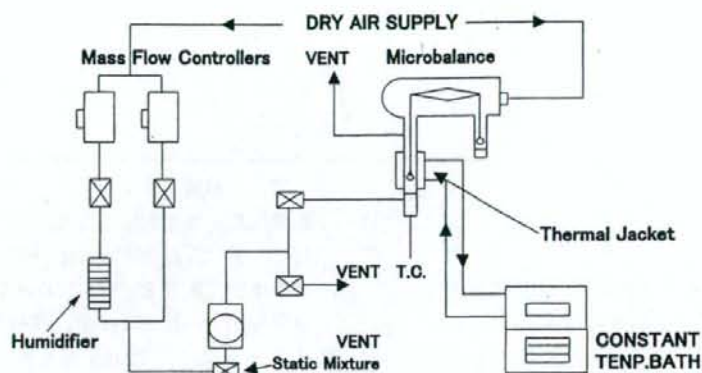 DRY AIR SUPPLY
Mass Flow Controllers
VENT
Microbalance
Thermal Jacket
VENT
T.C.
Humidifier
VENT
Static Mixture
CONSTANT
TENP.BATH